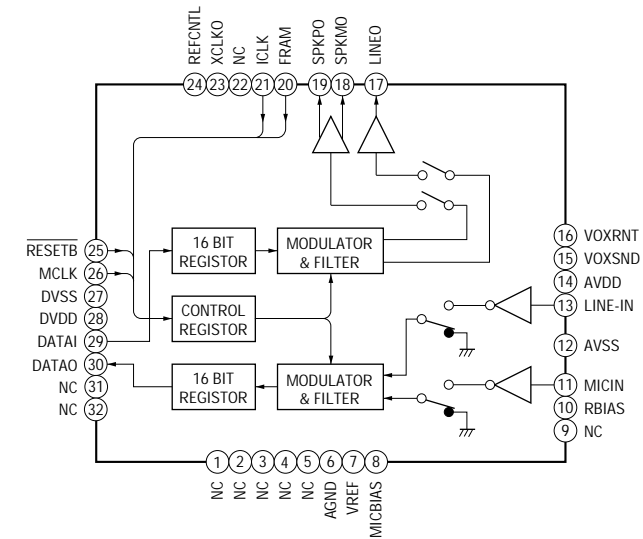 REFCNTL
XCLKO
NC
ICLK
FRAM
SPKPO
SPKMO
LINEO
24
23
22
21
20
19
18
17
RESETB
25
MCLK
26
DVSS
27
DVDD
28
DATAI
29
DATAO
30
NC
31
NC
32
16 BIT
REGISTOR
MODULATOR
& FILTER
CONTROL
REGISTOR
16 BIT
REGISTOR
MODULATOR
& FILTER
16 VOXRNT
15 VOXSND
14 AVDD
13 LINE-IN
12 AVSS
11 MICIN
10 RBIAS
9 NC
1
2
3
4
5
6
7
8
NC
NC
NC
NC
NC
AGND
VREF
MICBIAS